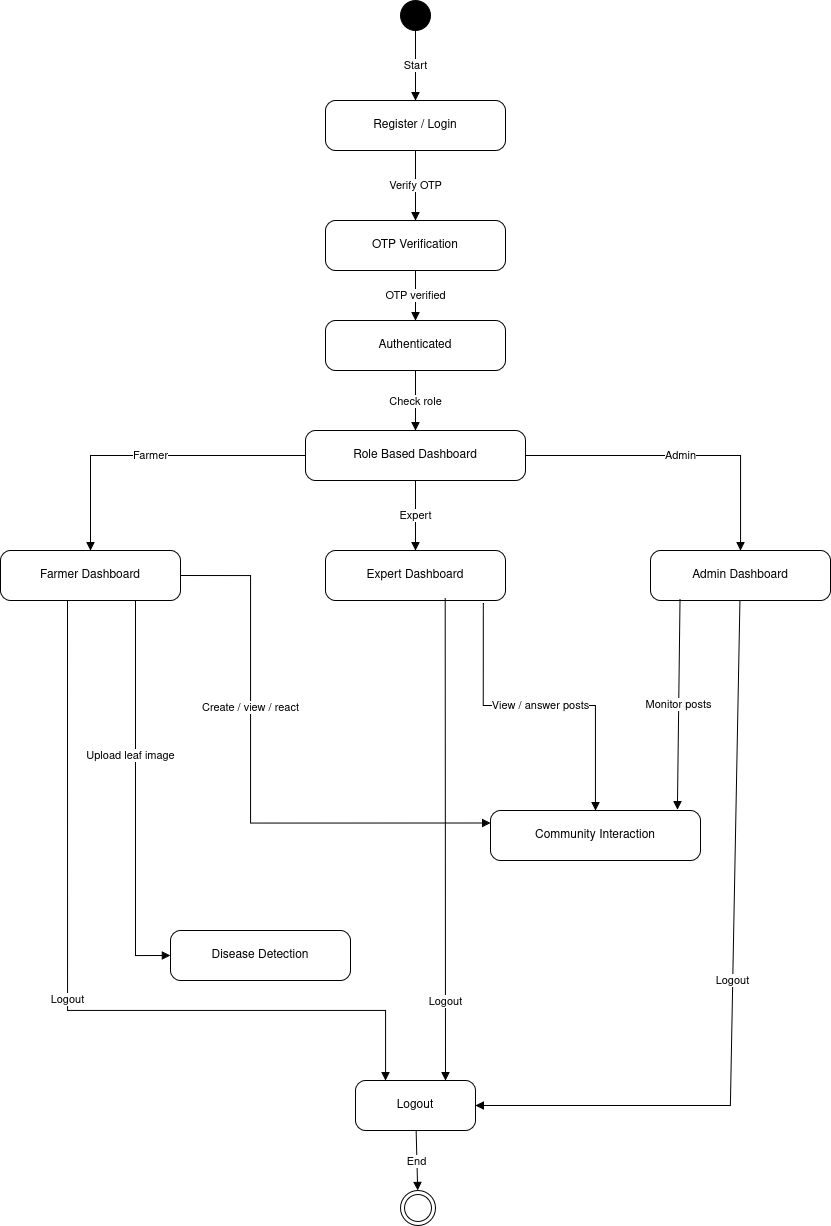 Start
Register / Login
Verify OTP
OTP Verification
OTP verified
Authenticated
Check role
Role Based Dashboard
Farmer
Admin
Expert
Farmer Dashboard
Expert Dashboard
Admin Dashboard
Create / view / react
View / answer posts
Monitor posts
Upload leaf image
Community Interaction
Disease Detection
Logout
Logout
Logout
Logout
End